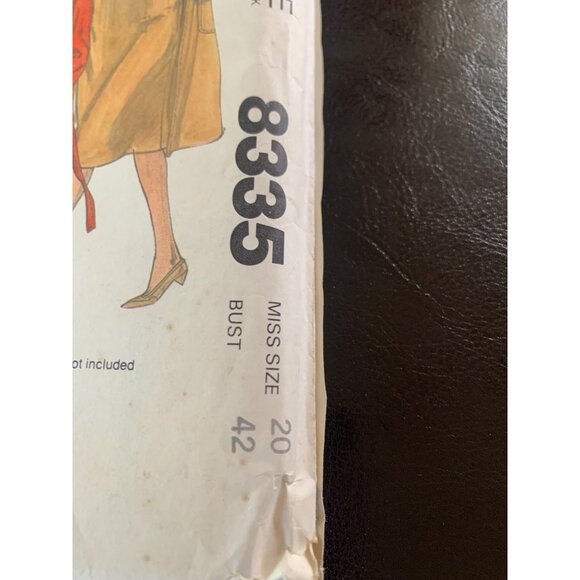 8335
MISS SIZE 20
BUST 42
ot included